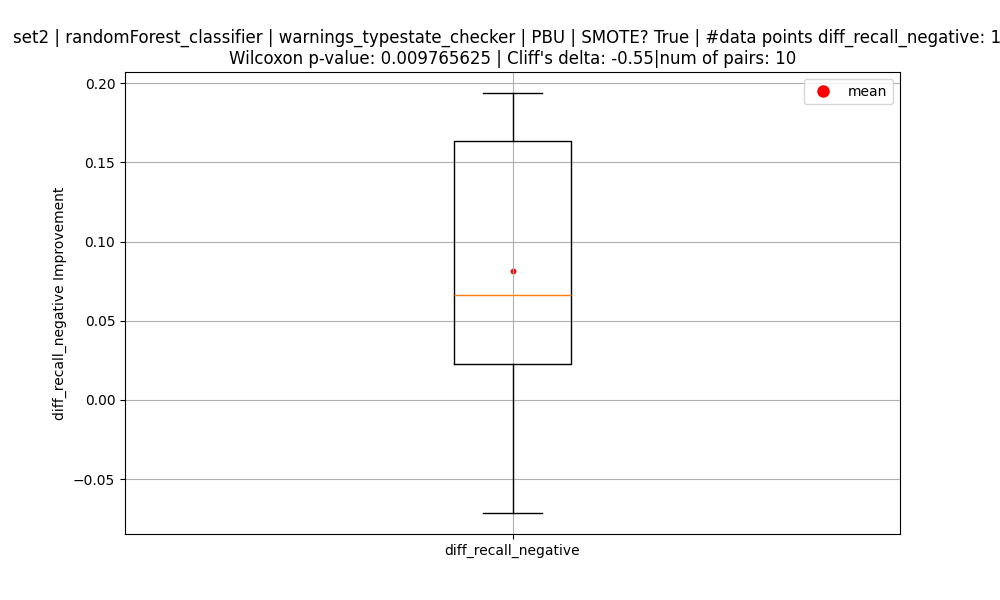 set2 | randomForest_classifier | warnings_typestate_checker | PBU | SMOTE? True | #data points diff_recall_negative: 1
Wilcoxon p-value: 0.009765625 | Cliff's delta: -0.55|num of pairs: 10
mean
0.20
0.15
0.10
0.05
0.00
−0.05
diff_recall_negative Improvement
diff_recall_negative